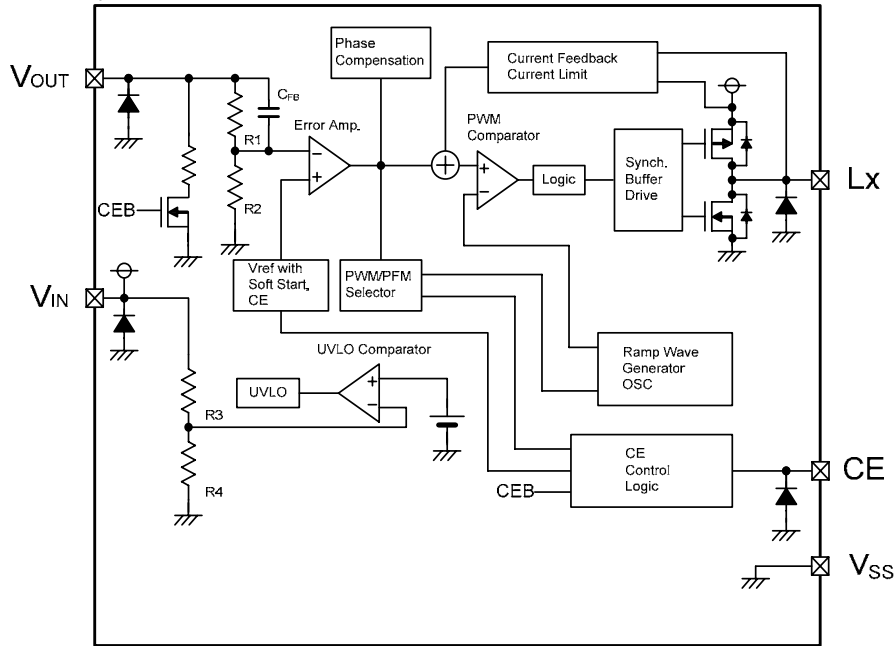 Phase
Compensation
Current Feedback
Current Limit
VOUT
CFB
R1
Error Amp.
PWM
Comparator
Logic
Synch.
Buffer
Drive
Lx
CEB
R2
Vref with
Soft Start,
CE
PWM/PFM
Selector
VIN
UVLO Comparator
Ramp Wave
Generator
OSC
UVLO
R3
R4
CE
Control
Logic
CE
CEB
VSS
+
−
+
−
+
−
+